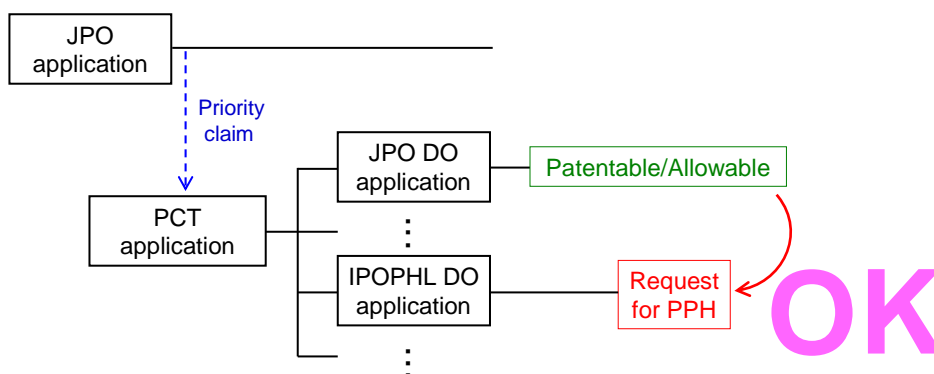 JPO
application
Priority
claim
JPO DO
application
Patentable/Allowable
PCT
application
IPOPHL DO
application
Request
for PPH
OK